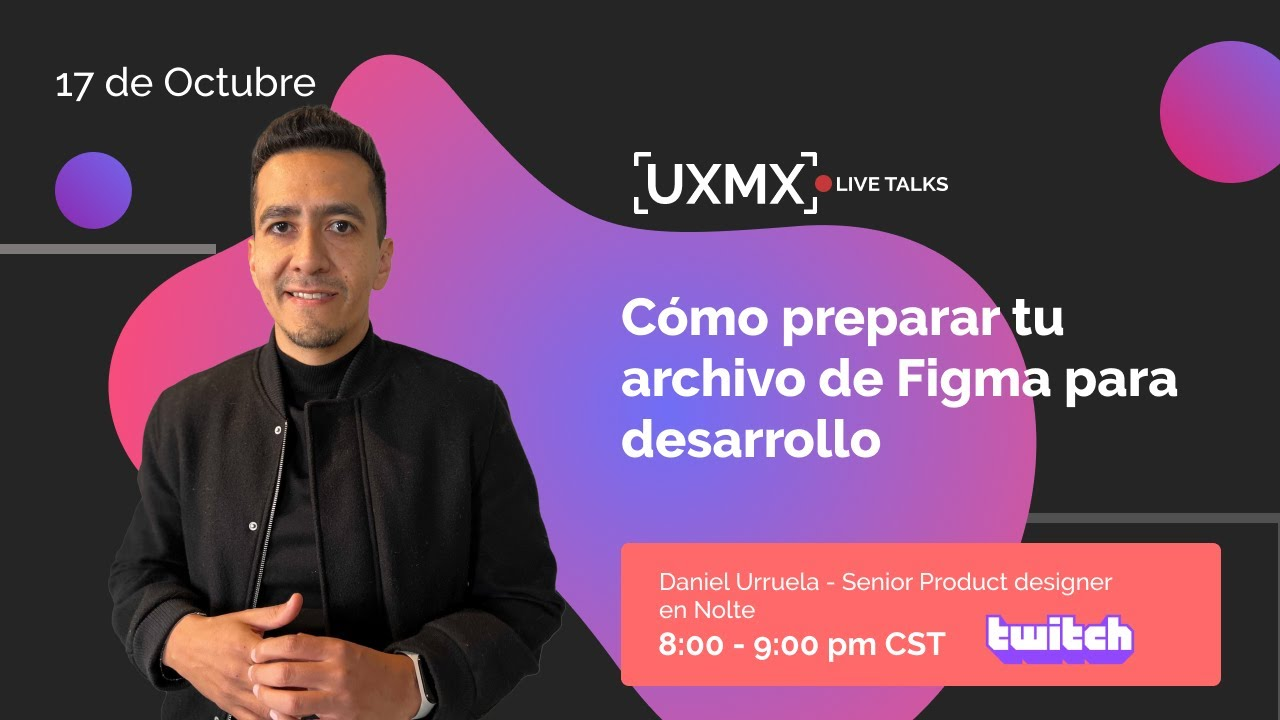 17 de Octubre
UXMX LIVE TALKS
Cómo preparar tu
archivo de Figma para
desarrollo
Daniel Urruela - Senior Product designer
en Nolte
8:00 - 9:00 pm CST
twitch